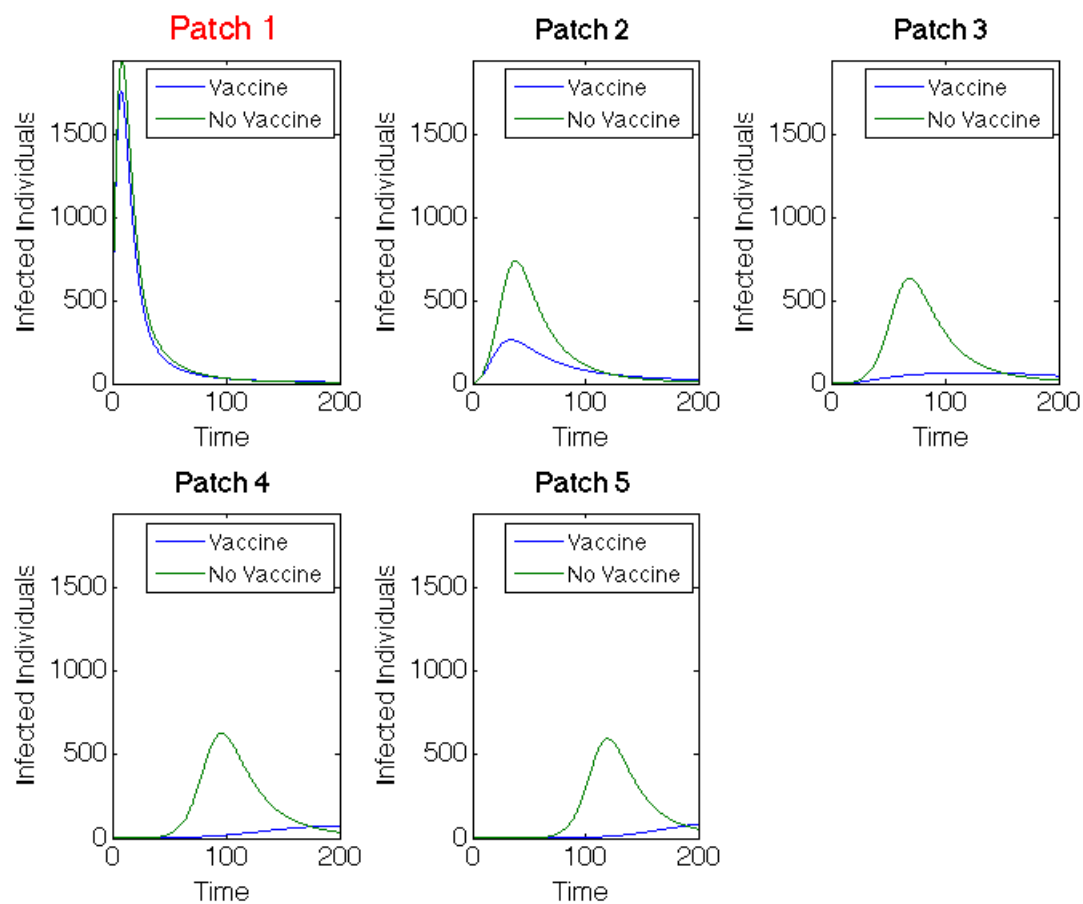 Patch 1
Vaccine
No Vaccine
1500
1000
500
0
0 100 200
Infected Individuals
Time
Patch 2
Vaccine
No Vaccine
1500
1000
500
0
0 100 200
Infected Individuals
Time
Patch 3
Vaccine
No Vaccine
1500
1000
500
0
0 100 200
Infected Individuals
Time
Patch 4
Vaccine
No Vaccine
1500
1000
500
0
0 100 200
Infected Individuals
Time
Patch 5
Vaccine
No Vaccine
1500
1000
500
0
0 100 200
Infected Individuals
Time